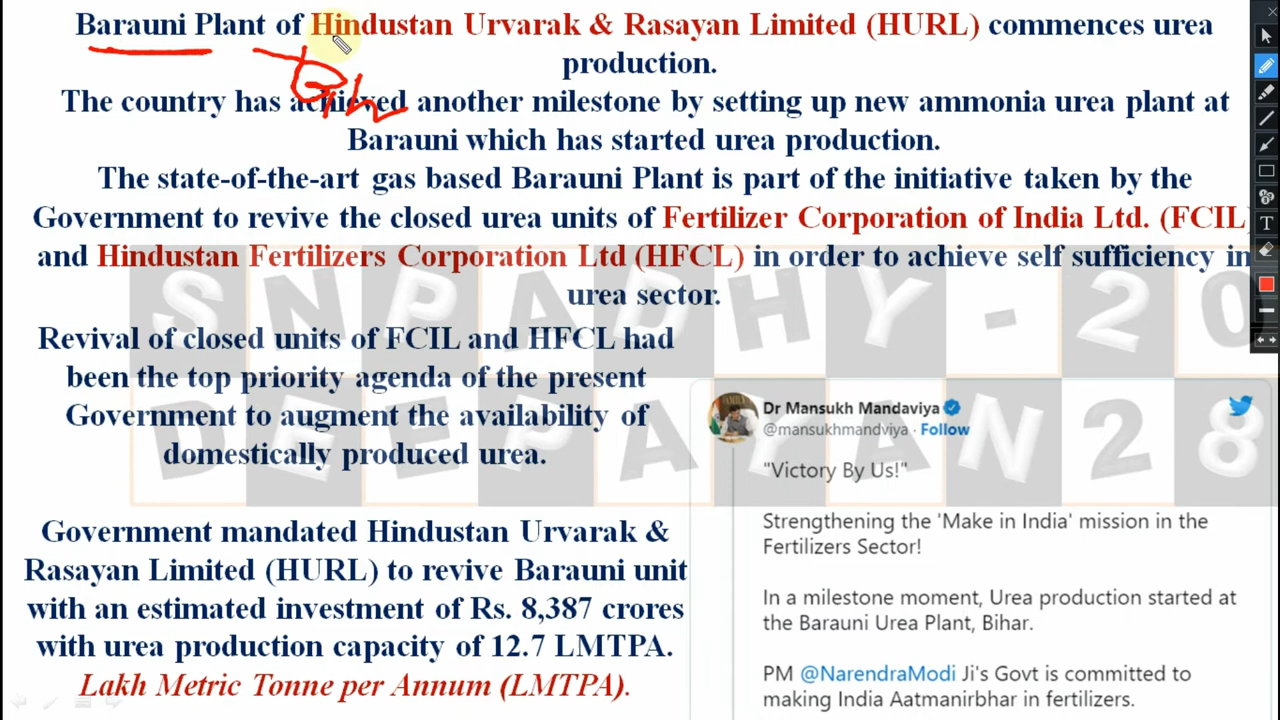 Barauni Plant of Hindustan Urvarak & Rasayan Limited (HURL) commences urea
production.
The country has achieved another milestone by setting up new ammonia urea plant at
Barauni which has started urea production.
The state-of-the-art gas based Barauni Plant is part of the initiative taken by the
Government to revive the closed urea units of Fertilizer Corporation of India Ltd. (FCIL)
and Hindustan Fertilizers Corporation Ltd (HFCL) in order to achieve self sufficiency in
urea sector.
Revival of closed units of FCIL and HFCL had
been the top priority agenda of the present
Government to augment the availability of
domestically produced urea.
Government mandated Hindustan Urvarak &
Rasayan Limited (HURL) to revive Barauni unit
with an estimated investment of Rs. 8,387 crores
with urea production capacity of 12.7 LMTPA.
Lakh Metric Tonne per Annum (LMTPA).
Dr Mansukh Mandaviya
@mansukhmandviya · Follow
"Victory By Us!"
Strengthening the 'Make in India' mission in the
Fertilizers Sector!
In a milestone moment, Urea production started at
the Barauni Urea Plant, Bihar.
PM @NarendraModi Ji's Govt is committed to
making India Aatmanirbhar in fertilizers.
SNPADHY-20
DEEPAYAN28